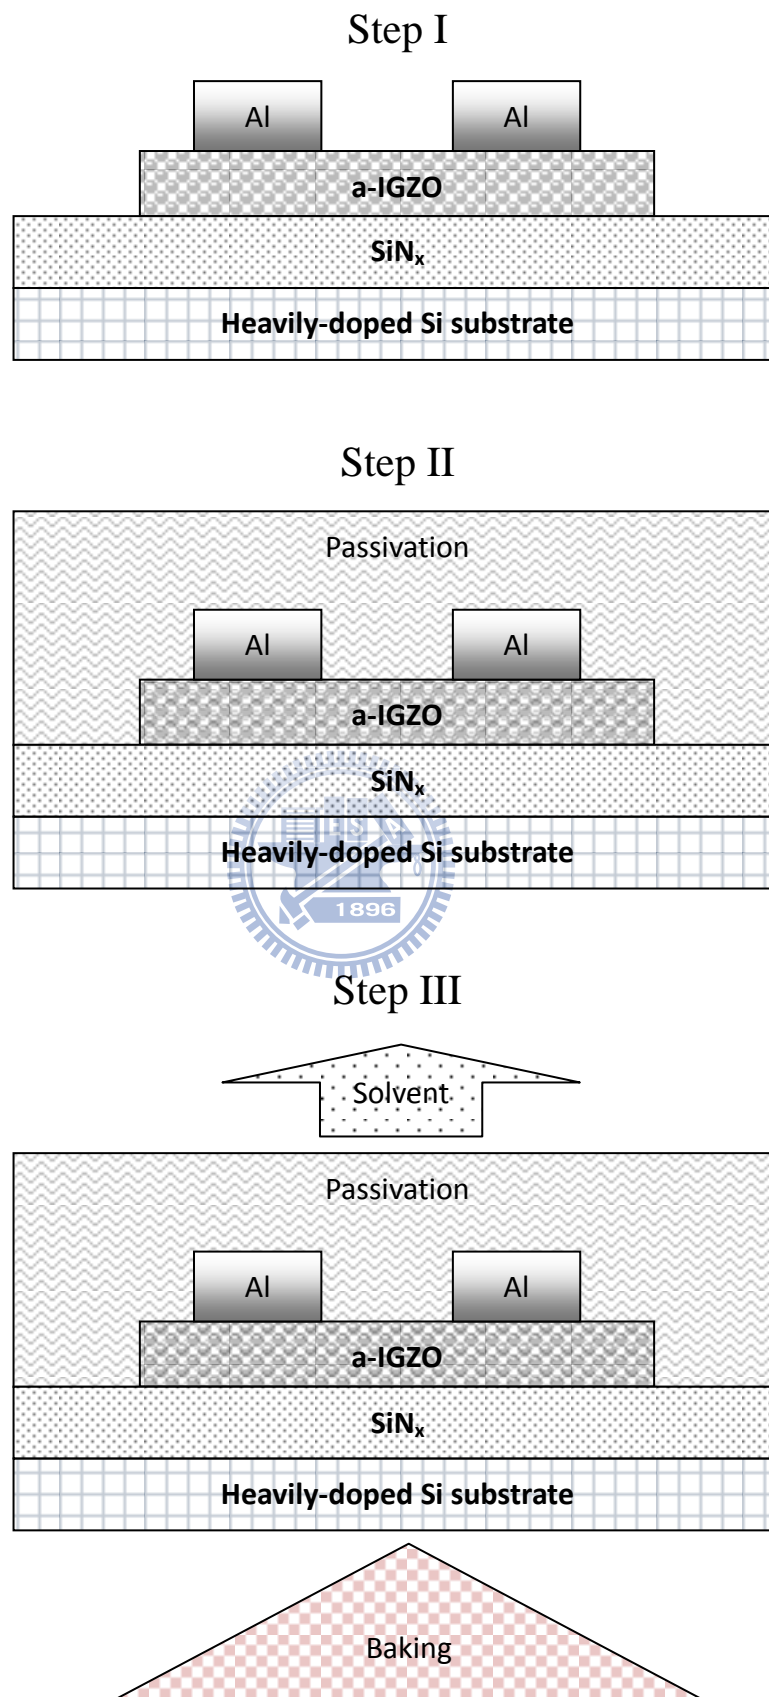 Step I
Al Al
a-IGZO
SiNₓ
Heavily-doped Si substrate
Step II
Passivation
Al Al
a-IGZO
SiNₓ
Heavily-doped Si substrate
E S
1896
Step III
Solvent
Passivation
Al Al
a-IGZO
SiNₓ
Heavily-doped Si substrate
Baking